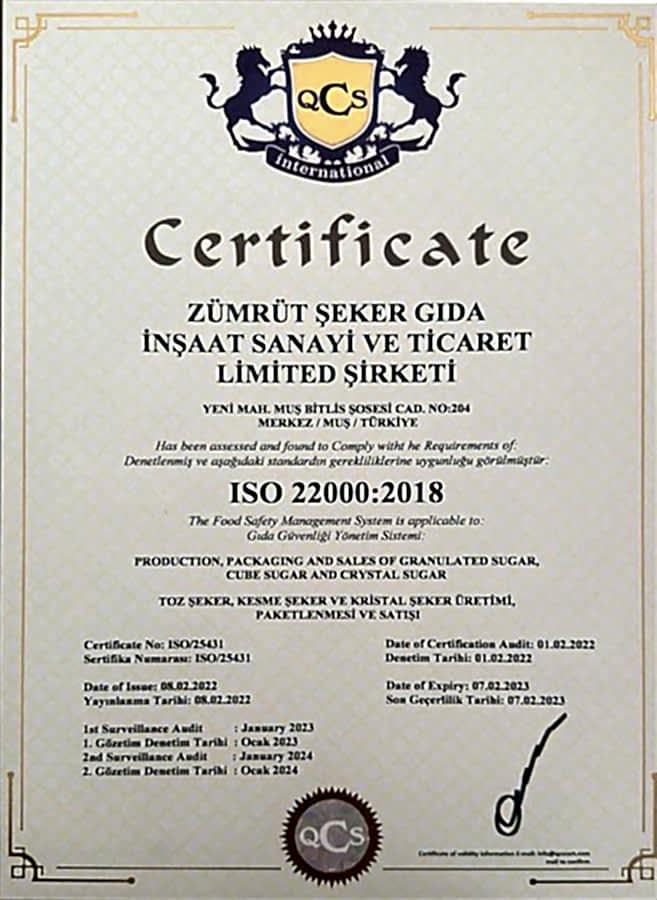 QCS
international
Certificate
ZÜMRÜT ŞEKER GIDA
İNŞAAT SANAYİ VE TİCARET
LİMİTED ŞİRKETİ
YENİ MAH. MUŞ BİTLİS ŞOSESİ CAD. NO:204
MERKEZ / MUŞ / TÜRKİYE
Has been assessed and found to Comply witht he Requirements of:
Denetlenmiş ve aşağıdaki standardın gerekliliklerine uygunluğu görülmüştür:
ISO 22000:2018
The Food Safety Management System is applicable to:
Gıda Güvenliği Yönetim Sistemi:
PRODUCTION, PACKAGING AND SALES OF GRANULATED SUGAR,
CUBE SUGAR AND CRYSTAL SUGAR
TOZ ŞEKER, KESME ŞEKER VE KRİSTAL ŞEKER ÜRETİMİ,
PAKETLENMESİ VE SATIŞI
Certificate No: ISO/25431
Sertifika Numarası: ISO/25431
Date of Certification Audit: 01.02.2022
Denetim Tarihi: 01.02.2022
Date of Issue: 08.02.2022
Yayınlanma Tarihi: 08.02.2022
Date of Expiry: 07.02.2023
Son Geçerlilik Tarihi: 07.02.2023
1st Surveillance Audit : January 2023
1. Gözetim Denetim Tarihi : Ocak 2023
2nd Surveillance Audit : January 2024
2. Gözetim Denetim Tarihi : Ocak 2024
QCS
Certificate of validity information E-mail:
mail to confirm.